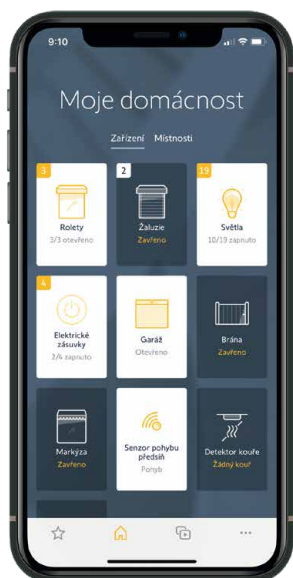 9:10
Moje domácnost
Zařízení Místnosti
3
2
19
Rolety
Žaluzie
Světla
3/3 otevřeno
Zavřeno
10/19 zapnuto
4
Elektrické
zásuvky
Garáž
Brána
2/4 zapnuto
Otevřeno
Zavřeno
Markýza
Senzor pohybu
předsíň
Detektor kouře
Zavřeno
Pohyb
Žádný kouř